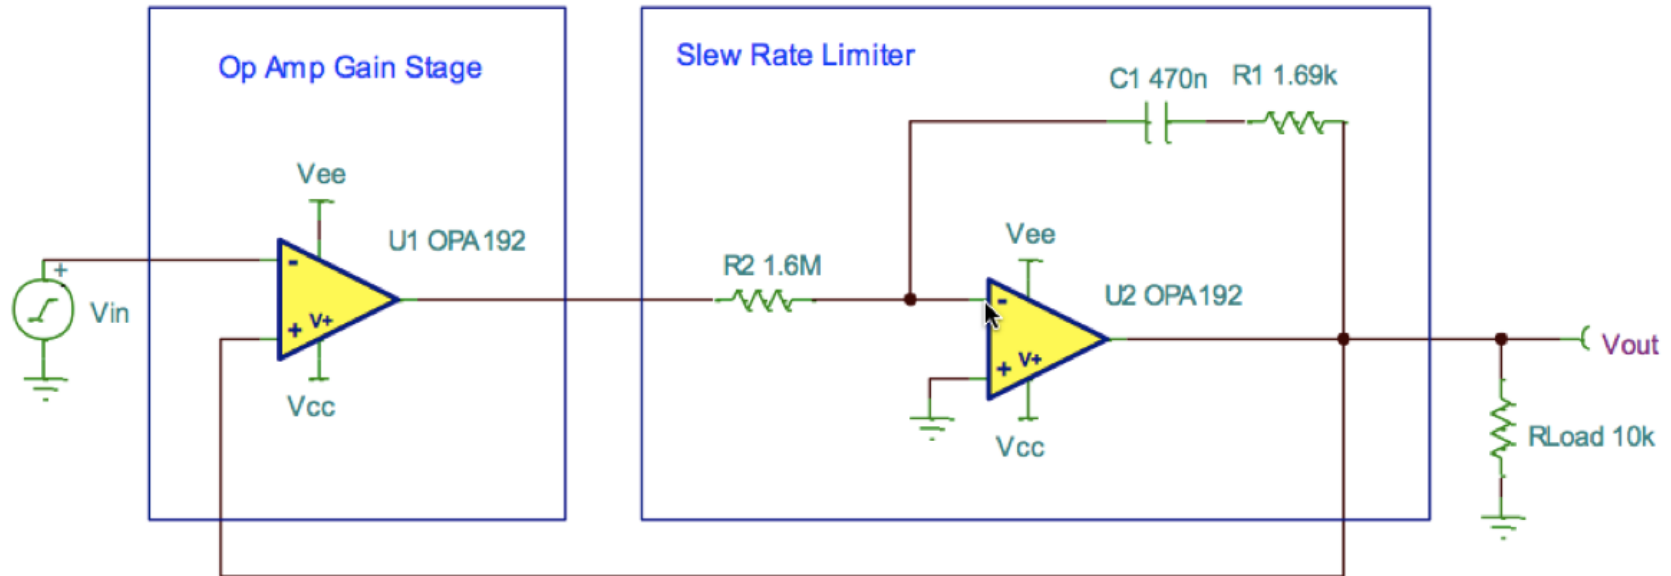 Op Amp Gain Stage
Slew Rate Limiter
C1 470n
R1 1.69k
Vee
U1 OPA192
-
+
V+
Vcc
+
Vin
R2 1.6M
Vee
U2 OPA192
-
+
V+
Vcc
Vout
RLoad 10k